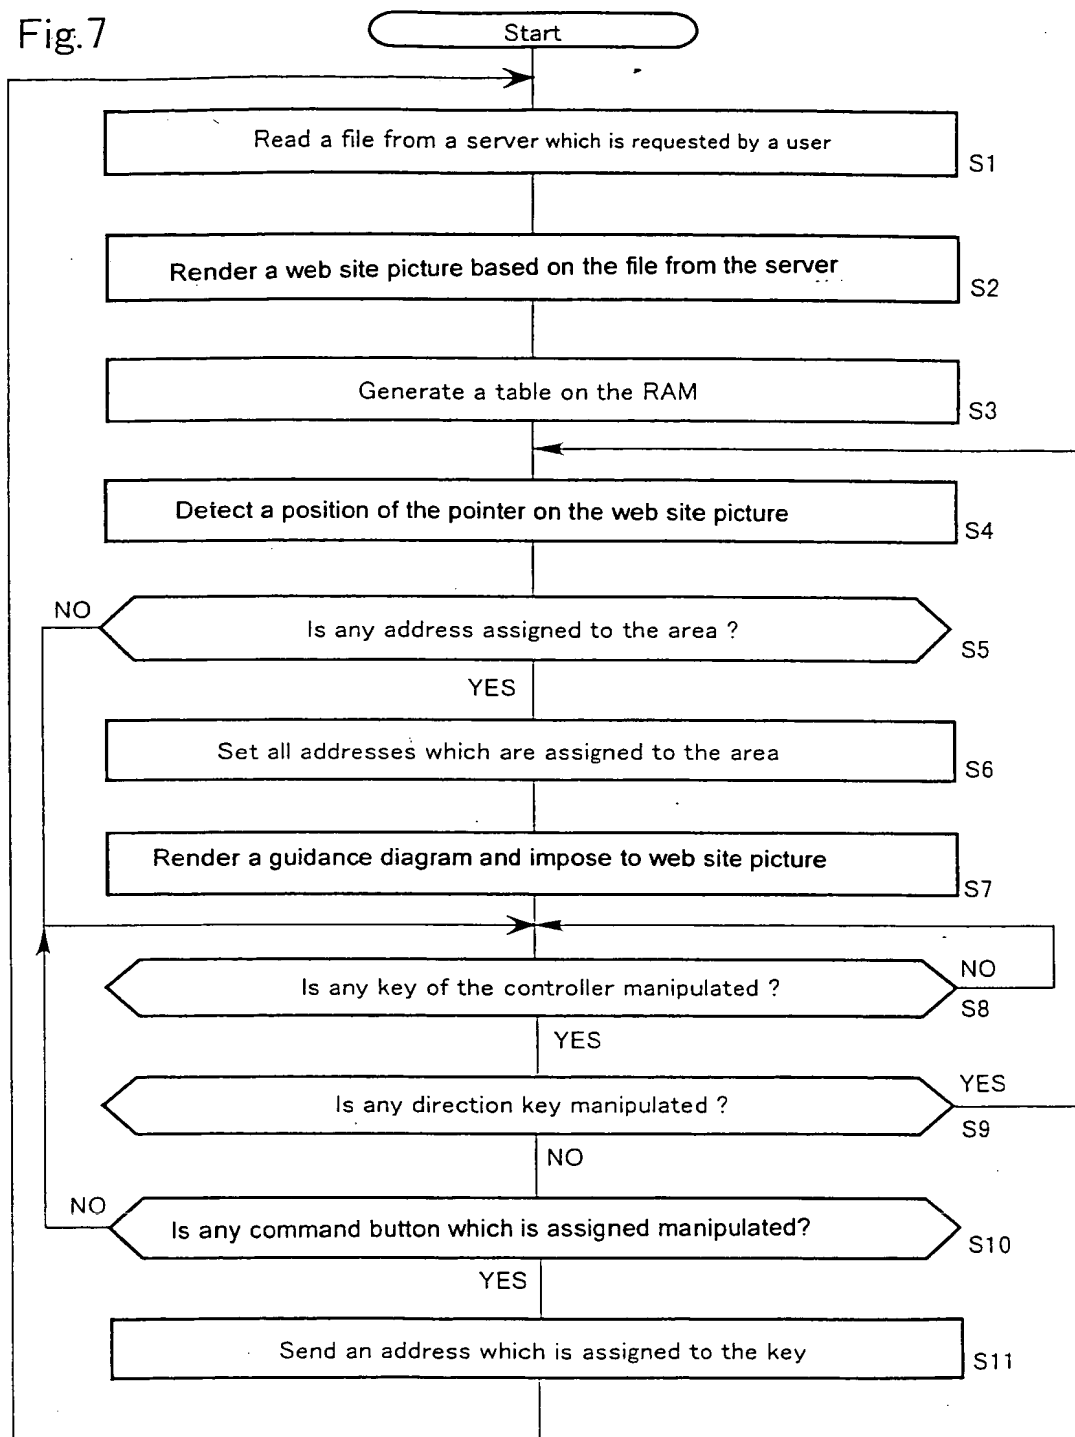 Fig.7
Start
Read a file from a server which is requested by a user
S1
Render a web site picture based on the file from the server
S2
Generate a table on the RAM
S3
Detect a position of the pointer on the web site picture
S4
NO
Is any address assigned to the area ?
S5
YES
Set all addresses which are assigned to the area
S6
Render a guidance diagram and impose to web site picture
S7
Is any key of the controller manipulated ?
NO
S8
YES
Is any direction key manipulated ?
YES
S9
NO
NO
Is any command button which is assigned manipulated?
S10
YES
Send an address which is assigned to the key
S11